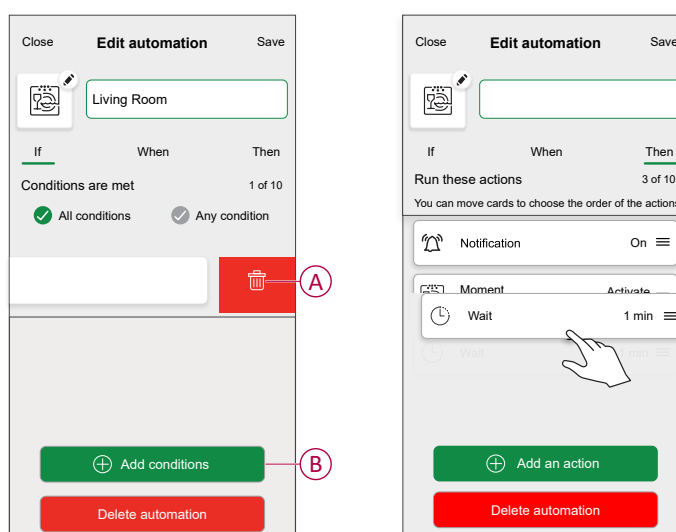 Close Edit automation Save
Living Room
If When Then
Conditions are met 1 of 10
All conditions Any condition
A
Add conditions B
Delete automation
Close Edit automation Save
If When Then
Run these actions 3 of 10
You can move cards to choose the order of the actions
Notification On
Moment Activate
Wait 1 min
Wait 1 min
Add an action
Delete automation